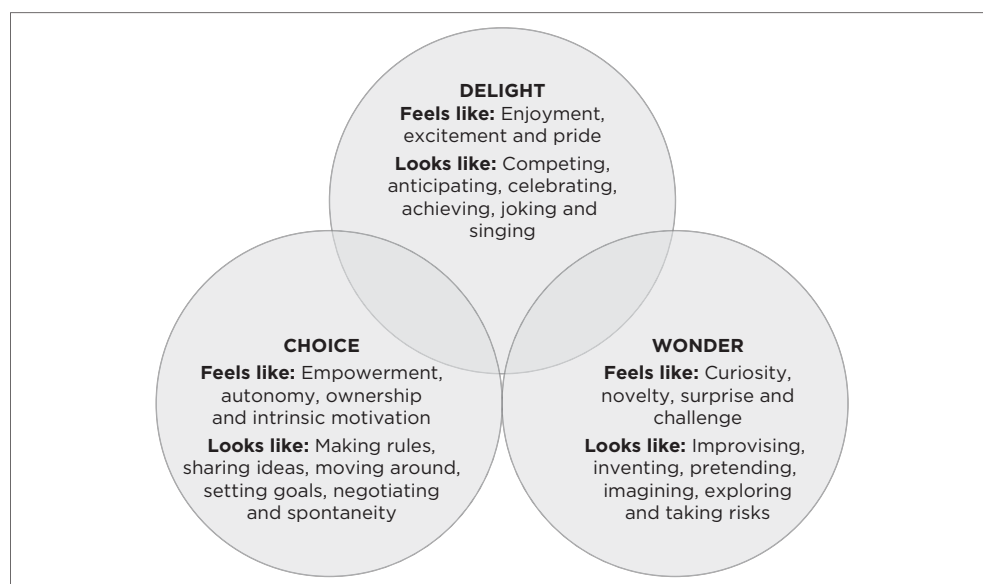 DELIGHT
Feels like: Enjoyment,
excitement and pride
Looks like: Competing,
anticipating, celebrating,
achieving, joking and
singing
CHOICE
Feels like: Empowerment,
autonomy, ownership
and intrinsic motivation
Looks like: Making rules,
sharing ideas, moving around,
setting goals, negotiating
and spontaneity
WONDER
Feels like: Curiosity,
novelty, surprise and
challenge
Looks like: Improvising,
inventing, pretending,
imagining, exploring
and taking risks